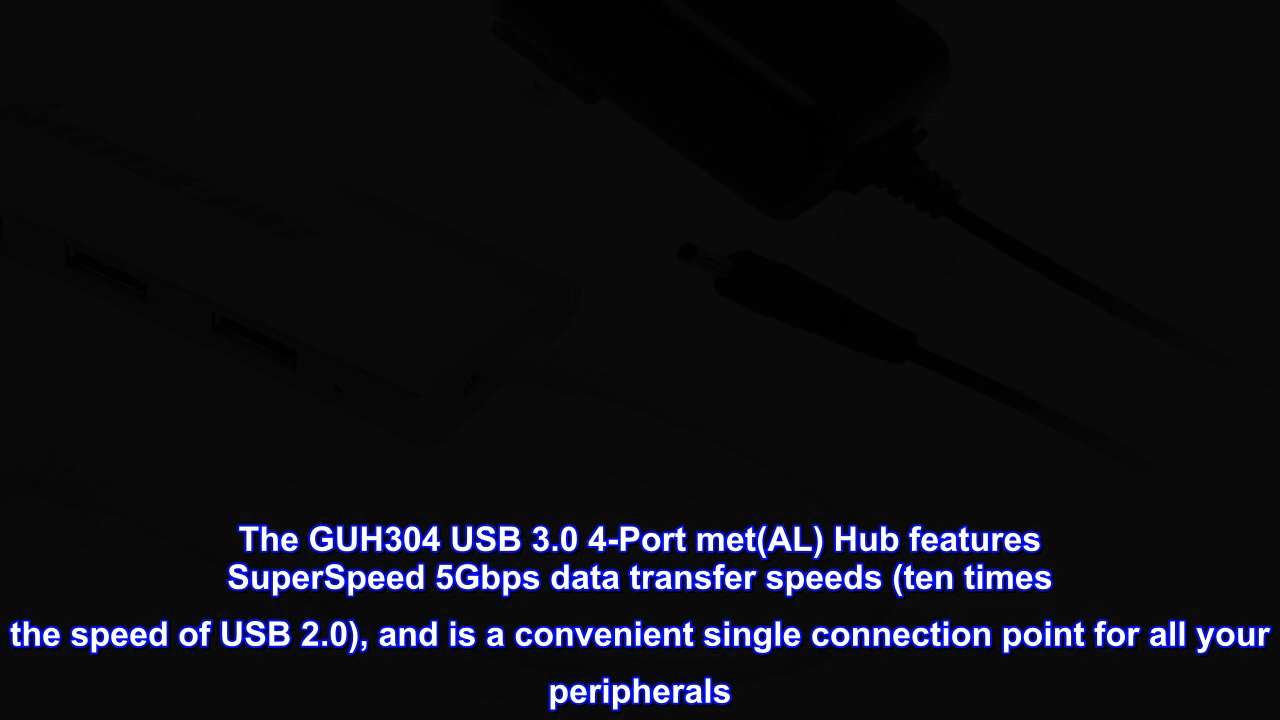 The GUH304 USB 3.0 4-Port met(AL) Hub features
SuperSpeed 5Gbps data transfer speeds (ten times
the speed of USB 2.0), and is a convenient single connection point for all your
peripherals